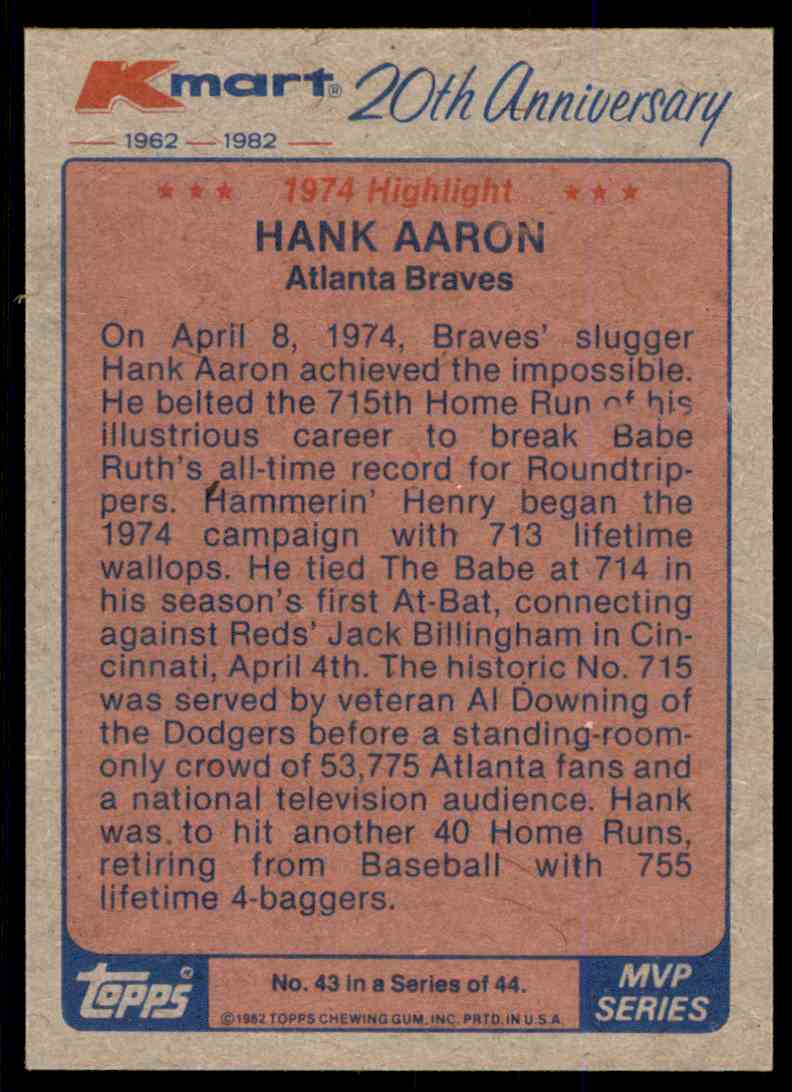 Kmart® 20th Anniversary
1962 — 1982
★ ★ ★ 1974 Highlight ★ ★ ★
HANK AARON
Atlanta Braves
On April 8, 1974, Braves' slugger
Hank Aaron achieved the impossible.
He belted the 715th Home Run of his
illustrious career to break Babe
Ruth's all-time record for Roundtrip-
pers. Hammerin' Henry began the
1974 campaign with 713 lifetime
wallops. He tied The Babe at 714 in
his season's first At-Bat, connecting
against Reds' Jack Billingham in Cin-
cinnati, April 4th. The historic No. 715
was served by veteran Al Downing of
the Dodgers before a standing-room-
only crowd of 53,775 Atlanta fans and
a national television audience. Hank
was to hit another 40 Home Runs,
retiring from Baseball with 755
lifetime 4-baggers.
topps®
No. 43 in a Series of 44.
©1982 TOPPS CHEWING GUM, INC. PRTD. IN U.S.A.
MVP
SERIES